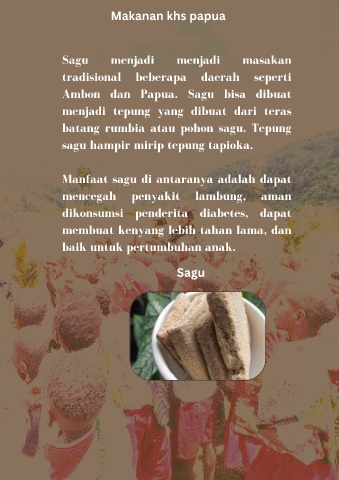 Makanan khs papua
Sagu menjadi menjadi masakan
tradisional beberapa daerah seperti
Ambon dan Papua. Sagu bisa dibuat
menjadi tepung yang dibuat dari teras
batang rumbia atau pohon sagu. Tepung
sagu hampir mirip tepung tapioka.
Manfaat sagu di antaranya adalah dapat
mencegah penyakit lambung, aman
dikonsumsi penderita diabetes, dapat
membuat kenyang lebih tahan lama, dan
baik untuk pertumbuhan anak.
Sagu